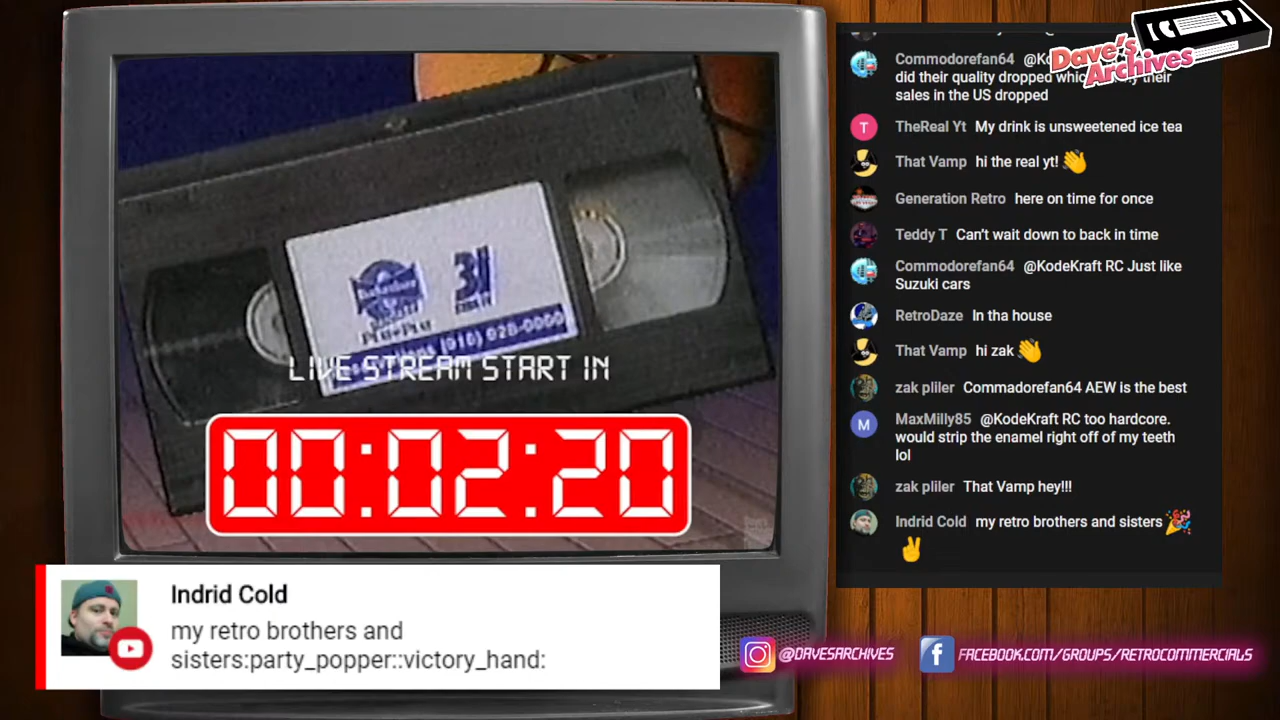 Dave's
Archives
Commodorefan64
did their quality dropped
sales in the US dropped
TheReal Yt My drink is unsweetened ice tea
That Vamp hi the real yt!👋
Generation Retro here on time for once
Teddy T Can't wait down to back in time
Commodorefan64 @KodeKraft RC Just like
Suzuki cars
RetroDaze In tha house
That Vamp hi zak👋
zak pliler Commadorefan64 AEW is the best
MaxMilly85 @KodeKraft RC too hardcore.
would strip the enamel right off of my teeth
lol
zak pliler That Vamp hey!!!
Indrid Cold my retro brothers and sisters🎉
✌
31
LIVE STREAM START IN
00:02:20
Indrid Cold
my retro brothers and
sisters:party_popper::victory_hand:
@DAVESARCHIVES
FACEBOOK.COM/GROUPS/RETROCOMMERCIALS